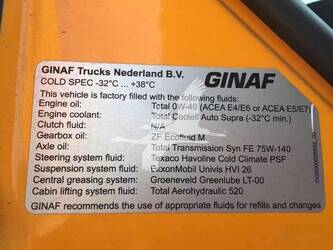 GINAF Trucks Nederland B.V.
COLD SPEC -32°C ... +38°C
GINAF
This vehicle is factory filled with the following fluids:
Engine oil: Total 0W-40 (ACEA E4/E6 or ACEA E5/E7)
Engine coolant: Total Coolelf Auto Supra (-32°C min.)
Clutch fluid: N/A
Gearbox oil: ZF Ecofluid M
Axle oil: Total Transmission Syn FE 75W-140
Steering system fluid: Texaco Havoline Cold Climate PSF
Suspension system fluid: ExxonMobil Univis HVI 26
Central greasing system: Groeneveld Greenlube LT-00
Cabin lifting system fluid: Total Aerohydraulic 520
GINAF recommends the appropriate fluids for refills and changes